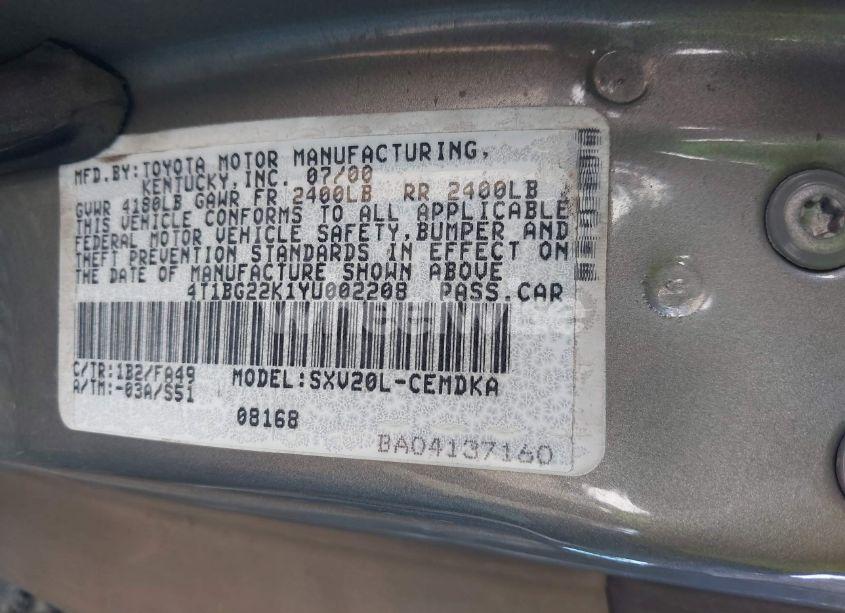 MFD.BY:TOYOTA MOTOR MANUFACTURING,
KENTUCKY,INC. 07/00
GVWR 4180LB GAWR FR 2400LB RR 2400LB
THIS VEHICLE CONFORMS TO ALL APPLICABLE
FEDERAL MOTOR VEHICLE SAFETY,BUMPER AND
THEFT PREVENTION STANDARDS IN EFFECT ON
THE DATE OF MANUFACTURE SHOWN ABOVE
4T1BG22K1YU002208 PASS.CAR
C/TR:1B2/FA49
A/TM:-03A/S51
MODEL:SXV20L-CEMDKA
08168
BA04137160